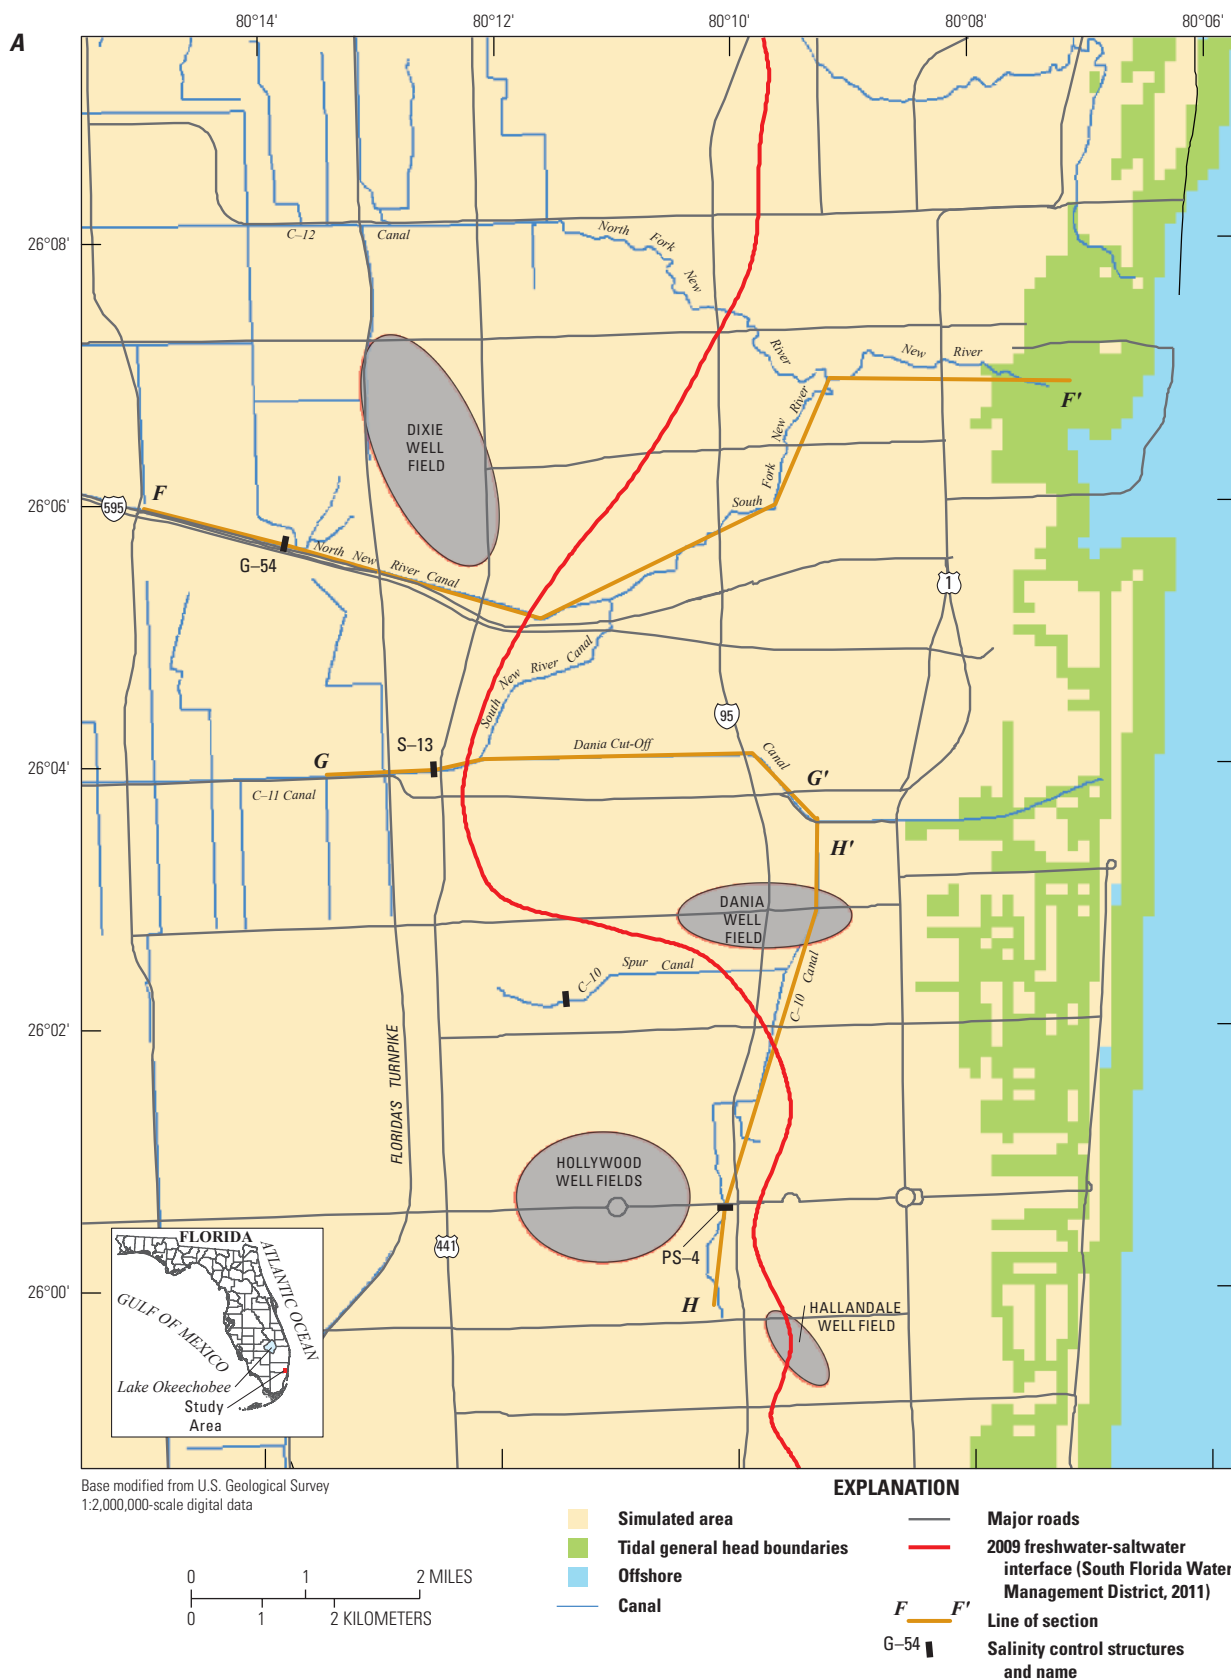 A
80°14'
80°12'
80°10'
80°08'
80°06'
26°08'
26°06'
26°04'
26°02'
26°00'
C–12
Canal
North
Fork
New
River
New
River
F'
DIXIE
WELL
FIELD
South
Fork
New
River
F
595
G–54
North
New
River
Canal
1
South
New
River
Canal
95
S–13
G
C–11 Canal
Dania Cut-Off
Canal
G'
H'
DANIA
WELL
FIELD
C–10
Spur
Canal
C–10
Canal
FLORIDA'S TURNPIKE
HOLLYWOOD
WELL FIELDS
441
PS–4
H
HALLANDALE
WELL FIELD
FLORIDA
ATLANTIC OCEAN
GULF OF MEXICO
Lake Okeechobee
Study
Area
Base modified from U.S. Geological Survey
1:2,000,000-scale digital data
0 1 2 MILES
0 1 2 KILOMETERS
EXPLANATION
Simulated area
Tidal general head boundaries
Offshore
Canal
Major roads
2009 freshwater-saltwater
interface (South Florida Water
Management District, 2011)
F F' Line of section
G–54 Salinity control structures
and name